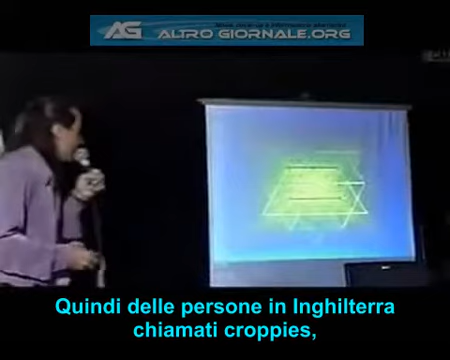 AG ALTRO GIORNALE.ORG
Quindi delle persone in Inghilterra
chiamati croppies,